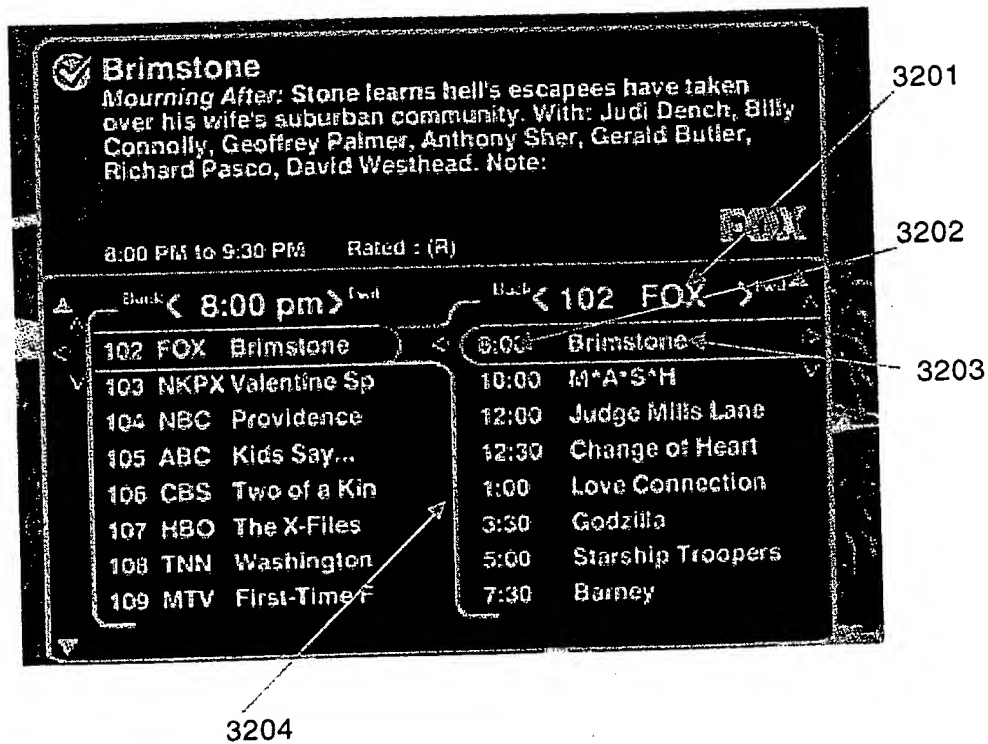 Brimstone
Mourning After: Stone learns hell's escapees have taken
over his wife's suburban community. With: Judi Dench, Billy
Connolly, Geoffrey Palmer, Anthony Sher, Gerald Butler,
Richard Pasco, David Westhead. Note:
FOX
8:00 PM to 9:30 PM Rated : (R)
Back < 8:00 pm > Fwd
102 FOX Brimstone
103 NKPX Valentine Sp
104 NBC Providence
105 ABC Kids Say...
106 CBS Two of a Kin
107 HBO The X-Files
108 TNN Washington
109 MTV First-Time F
Back < 102 FOX > Fwd
8:00 Brimstone
10:00 M*A*S*H
12:00 Judge Mills Lane
12:30 Change of Heart
1:00 Love Connection
3:30 Godzilla
5:00 Starship Troopers
7:30 Barney
3201
3202
3203
3204